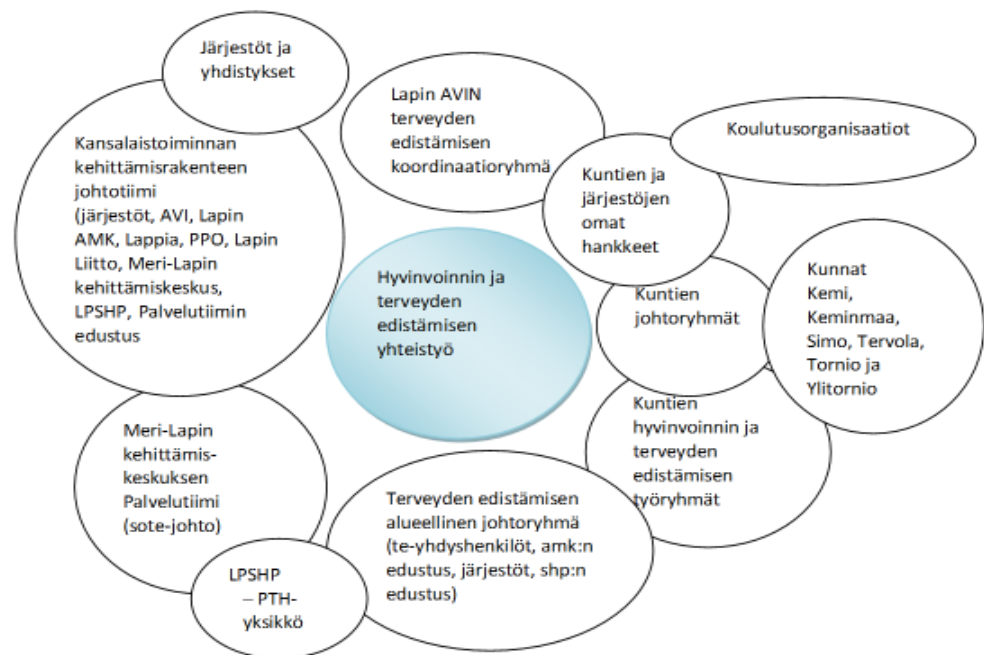 Järjestöt ja
yhdistykset
Lapin AVIN
terveyden
edistämisen
koordinaatioryhmä
Koulutusorganisaatiot
Kansalaistoiminnan
kehittämisrakenteen
johtotiimi
(järjestöt, AVI, Lapin
AMK, Lappia, PPO, Lapin
Liitto, Meri-Lapin
kehittämiskeskus,
LPSHP, Palvelutiimin
edustus
Kuntien ja
järjestöjen
omat
hankkeet
Hyvinvoinnin ja
terveyden
edistämisen
yhteistyö
Kuntien
johtoryhmät
Kunnat
Kemi,
Keminmaa,
Simo, Tervola,
Tornio ja
Ylitornio
Kuntien
hyvinvoinnin ja
terveyden
edistämisen
työryhmät
Meri-Lapin
kehittämis-
keskuksen
Palvelutiimi
(sote-johto)
Terveyden edistämisen
alueellinen johtoryhmä
(te-yhdyshenkilöt, amk:n
edustus, järjestöt, shp:n
edustus)
LPSHP
– PTH-
yksikkö